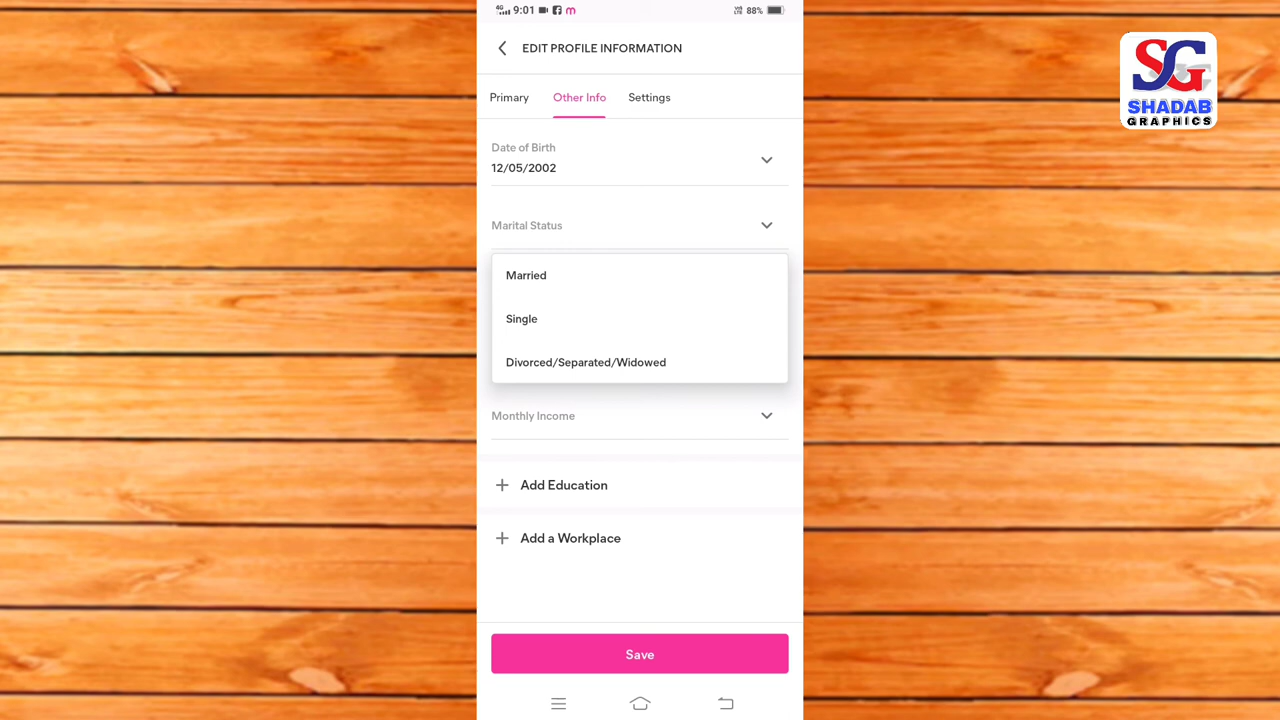 4G 9:01 m 88%
EDIT PROFILE INFORMATION
Primary Other Info Settings
Date of Birth
12/05/2002
Marital Status
Married
Single
Divorced/Separated/Widowed
Monthly Income
+ Add Education
+ Add a Workplace
Save
SG
SHADAB
GRAPHICS